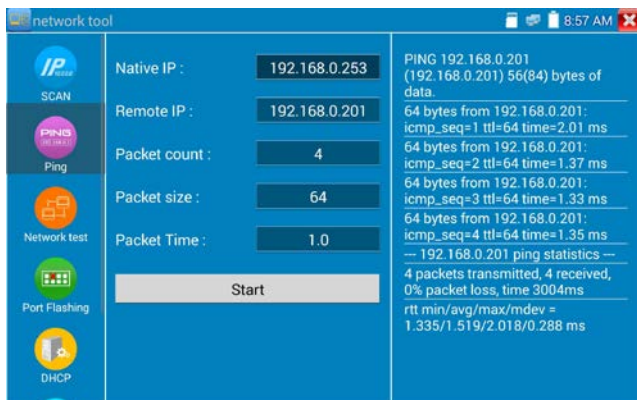 network tool
8:57 AM
IP
SCAN
PING
Ping
Network test
Port Flashing
DHCP
Native IP :
192.168.0.253
Remote IP :
192.168.0.201
Packet count :
4
Packet size :
64
Packet Time :
1.0
Start
PING 192.168.0.201
(192.168.0.201) 56(84) bytes of
data.
64 bytes from 192.168.0.201:
icmp_seq=1 ttl=64 time=2.01 ms
64 bytes from 192.168.0.201:
icmp_seq=2 ttl=64 time=1.37 ms
64 bytes from 192.168.0.201:
icmp_seq=3 ttl=64 time=1.33 ms
64 bytes from 192.168.0.201:
icmp_seq=4 ttl=64 time=1.35 ms
--- 192.168.0.201 ping statistics ---
4 packets transmitted, 4 received,
0% packet loss, time 3004ms
rtt min/avg/max/mdev =
1.335/1.519/2.018/0.288 ms